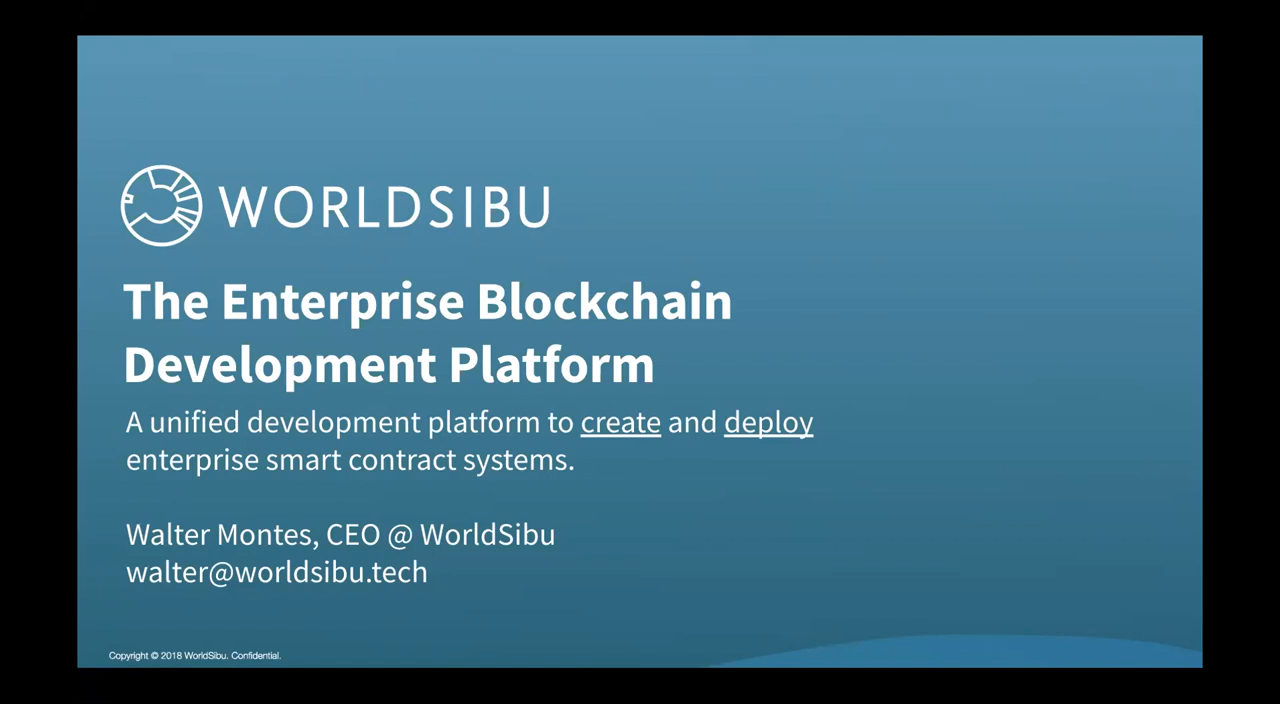 WORLDSIBU
The Enterprise Blockchain
Development Platform
A unified development platform to create and deploy
enterprise smart contract systems.
Walter Montes, CEO @ WorldSibu
walter@worldsibu.tech
Copyright © 2018 WorldSibu. Confidential.